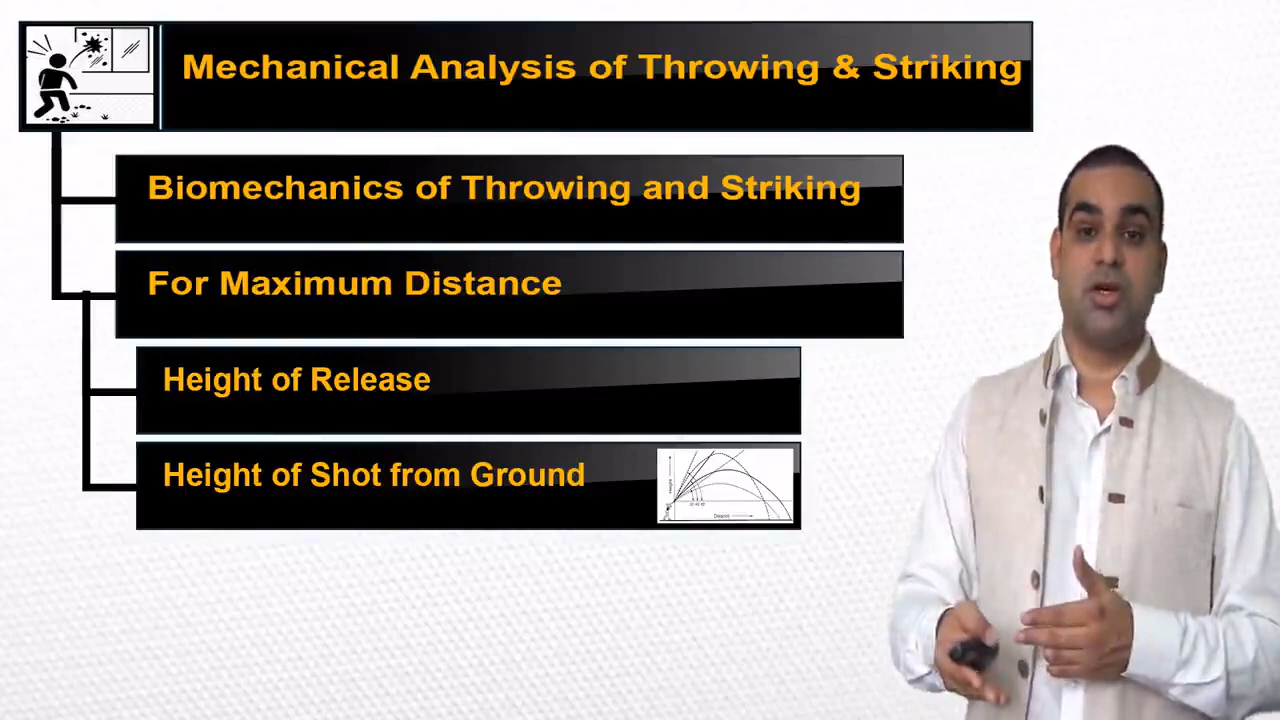 Mechanical Analysis of Throwing & Striking
Biomechanics of Throwing and Striking
For Maximum Distance
Height of Release
Height of Shot from Ground